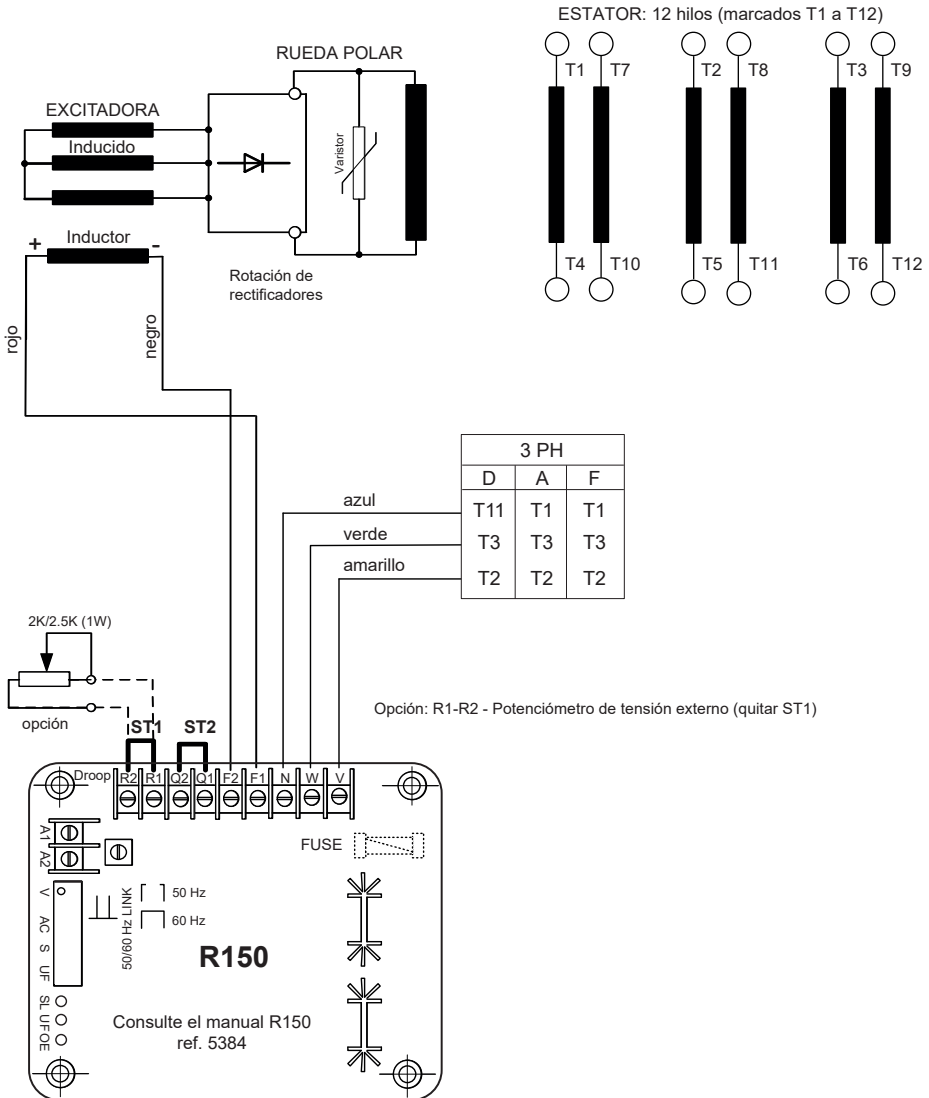 ESTATOR: 12 hilos (marcados T1 a T12)
T1 T7 T2 T8 T3 T9
T4 T10 T5 T11 T6 T12
RUEDA POLAR
EXCITADORA
Inducido
Varistor
+ Inductor -
Rotación de
rectificadores
rojo
negro
3 PH
D A F
azul T11 T1 T1
verde T3 T3 T3
amarillo T2 T2 T2
2K/2.5K (1W)
opción
Opción: R1-R2 - Potenciómetro de tensión externo (quitar ST1)
ST1 ST2
Droop R2 R1 Q2 Q1 F2 F1 N W V
A1
A2
FUSE
V
AC
S
UF
50/60 Hz LINK
50 Hz
60 Hz
R150
SL UFOE
Consulte el manual R150
ref. 5384